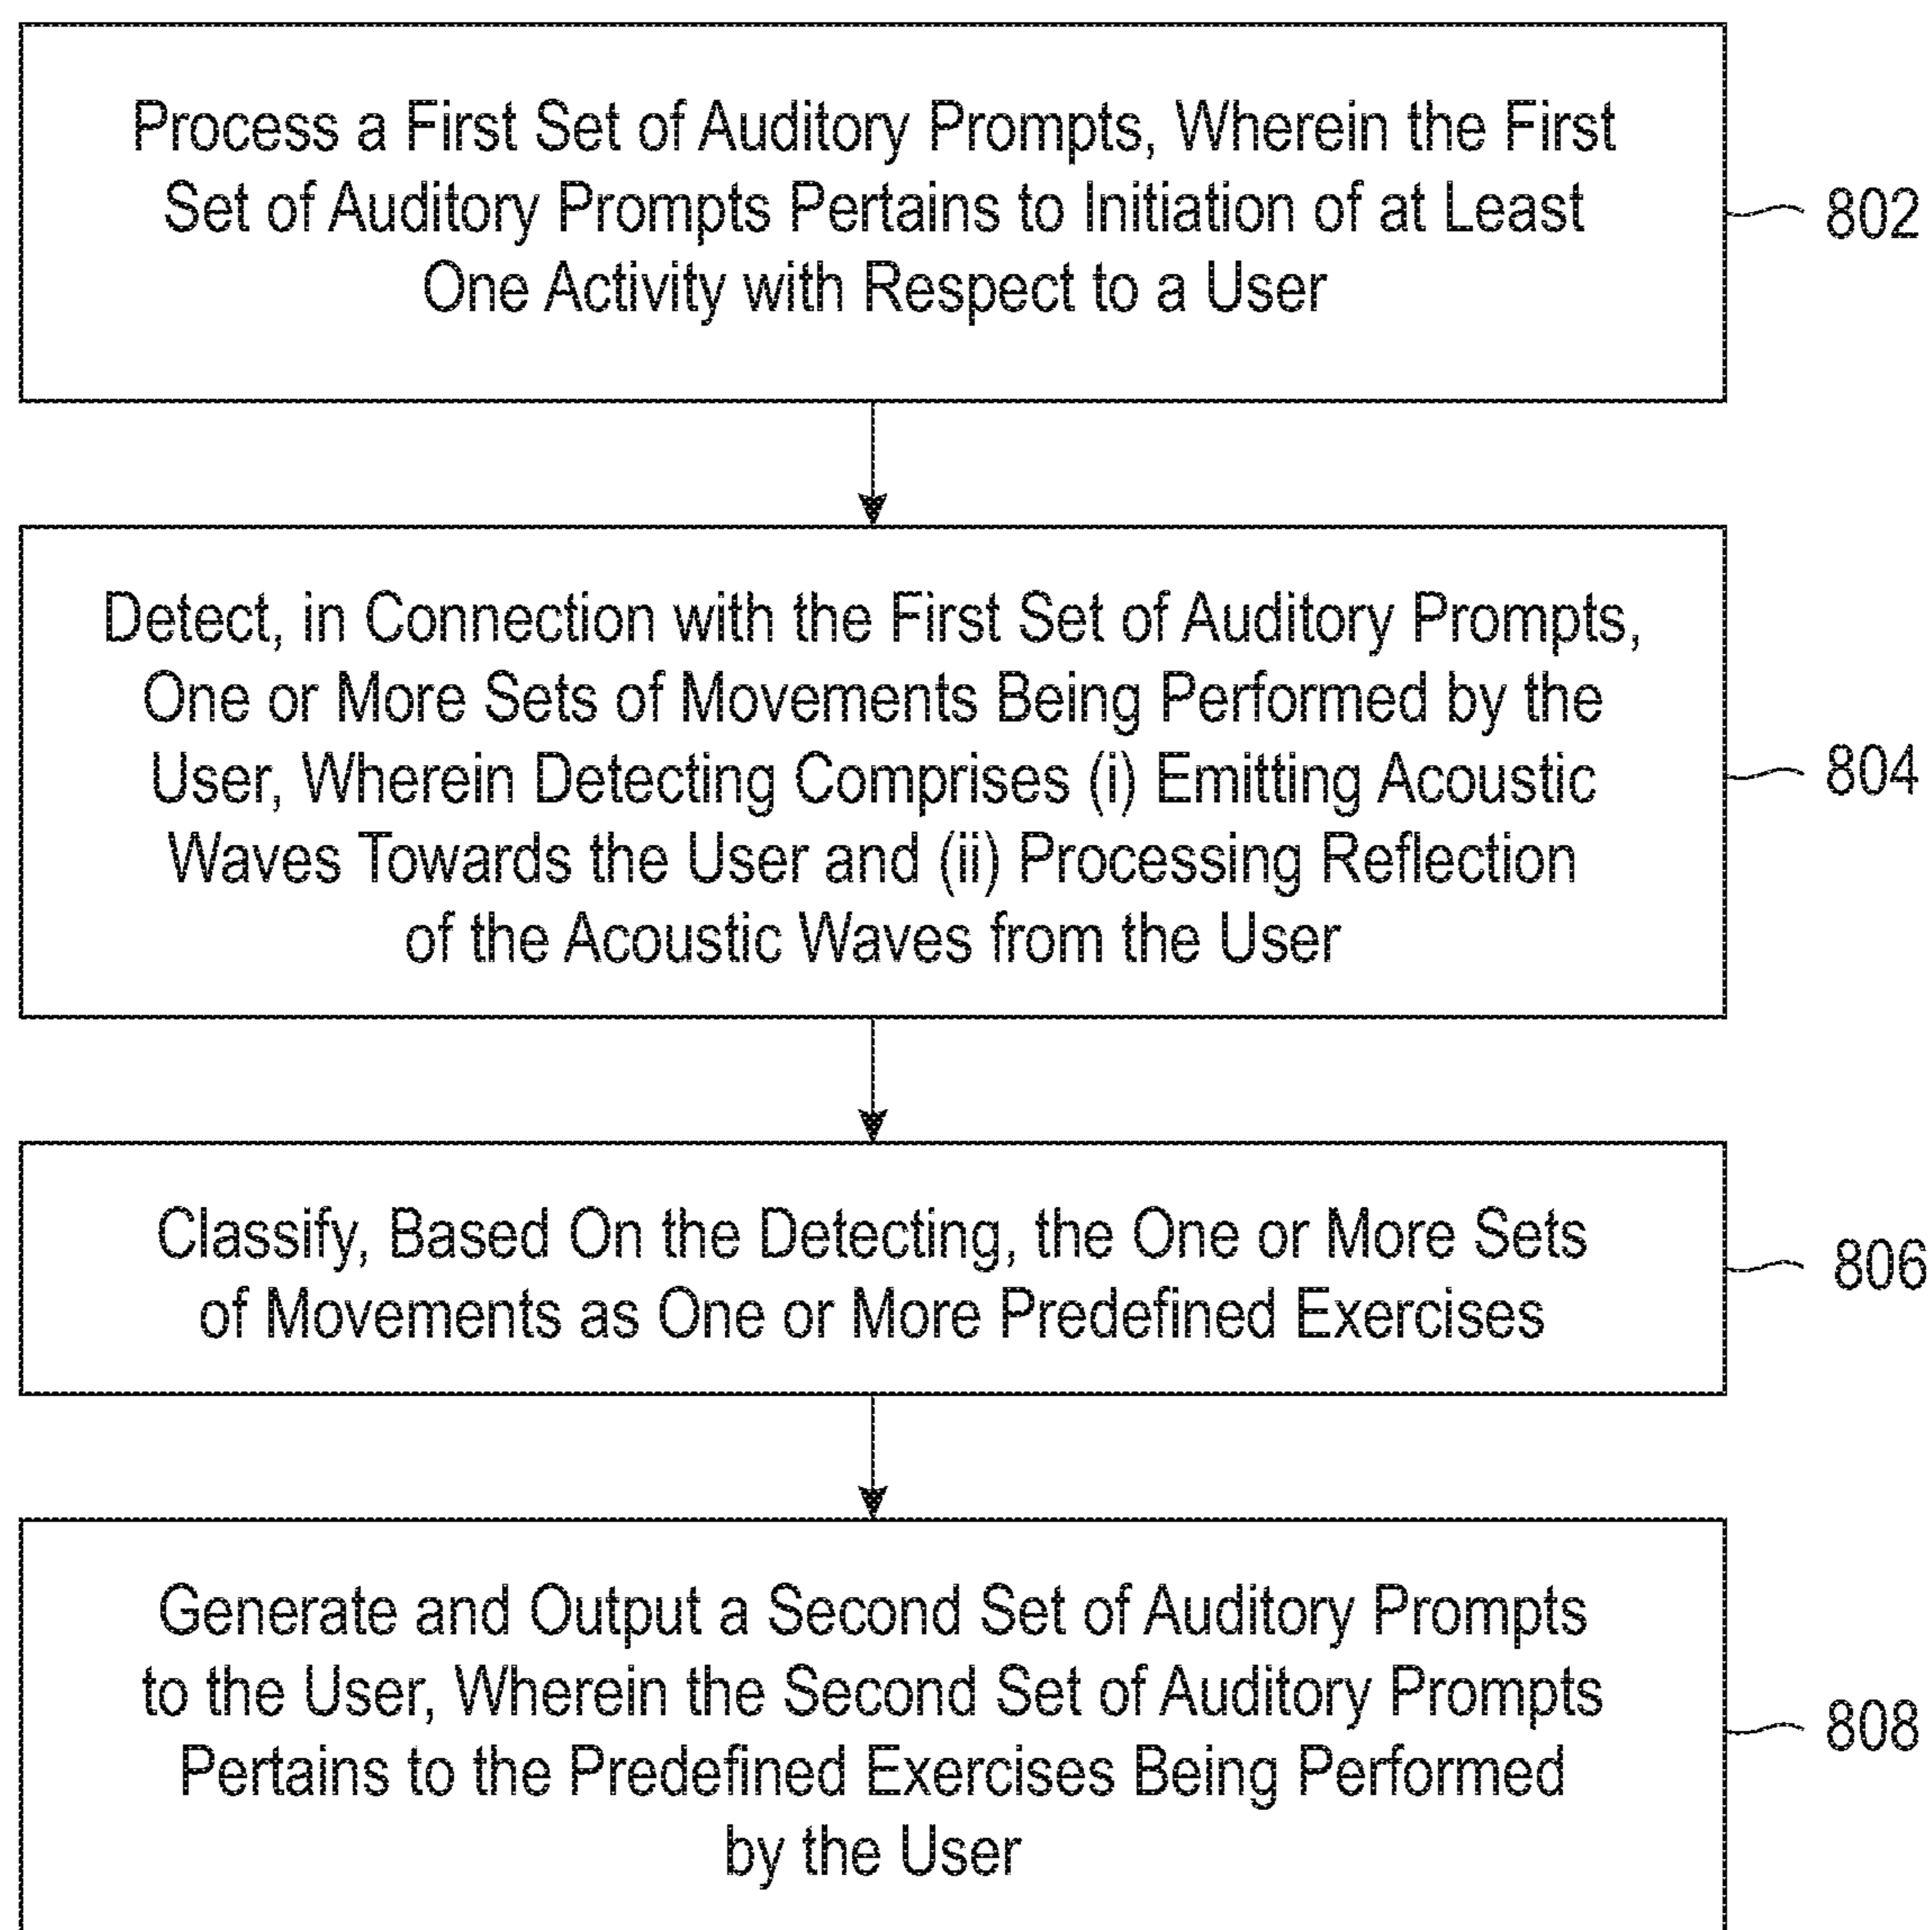 Process a First Set of Auditory Prompts, Wherein the First
Set of Auditory Prompts Pertains to Initiation of at Least
One Activity with Respect to a User
802
Detect, in Connection with the First Set of Auditory Prompts,
One or More Sets of Movements Being Performed by the
User, Wherein Detecting Comprises (i) Emitting Acoustic
Waves Towards the User and (ii) Processing Reflection
of the Acoustic Waves from the User
804
Classify, Based On the Detecting, the One or More Sets
of Movements as One or More Predefined Exercises
806
Generate and Output a Second Set of Auditory Prompts
to the User, Wherein the Second Set of Auditory Prompts
Pertains to the Predefined Exercises Being Performed
by the User
808